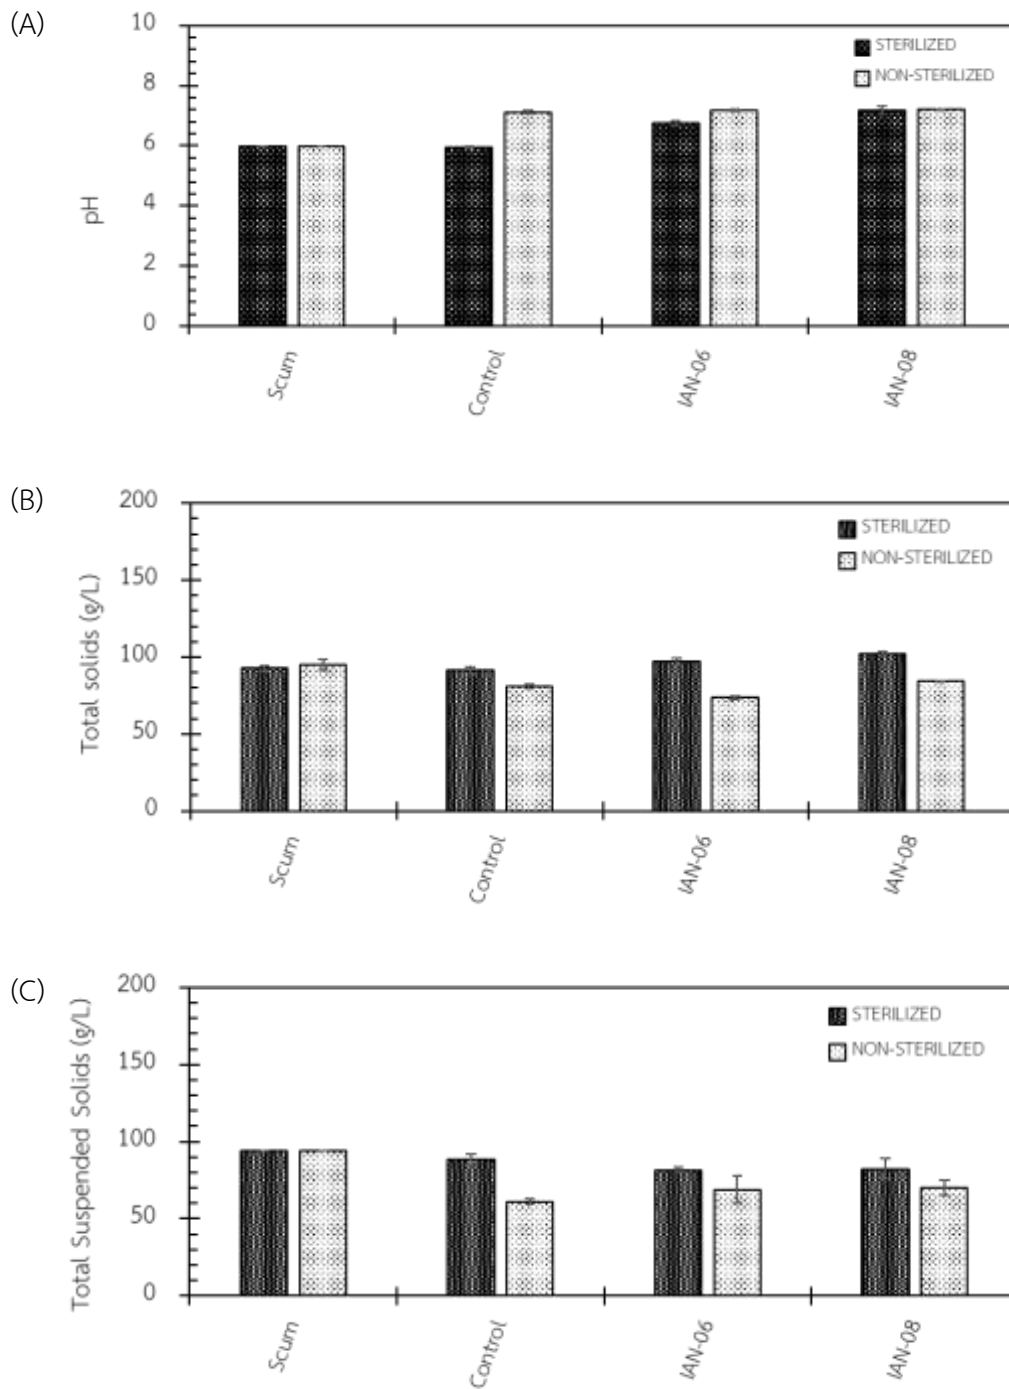 (A)
10
8
6
4
2
0
pH
STERILIZED
NON-STERILIZED
Scum
Control
IAN-06
IAN-08
(B)
200
150
100
50
0
Total solids (g/L)
STERILIZED
NON-STERILIZED
Scum
Control
IAN-06
IAN-08
(C)
200
150
100
50
0
Total Suspended Solids (g/L)
STERILIZED
NON-STERILIZED
Scum
Control
IAN-06
IAN-08